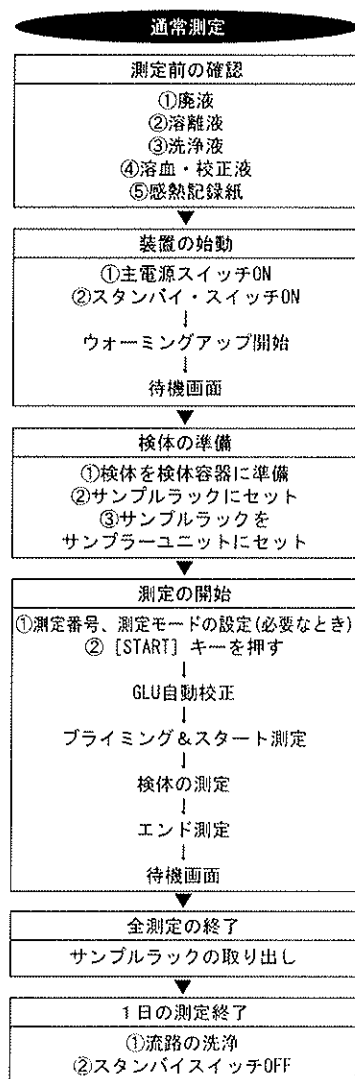 通常測定
測定前の確認
①廃液
②溶離液
③洗浄液
④溶血・校正液
⑤感熱記録紙
装置の始動
①主電源スイッチON
②スタンバイ・スイッチON
ウォーミングアップ開始
待機画面
検体の準備
①検体を検体容器に準備
②サンプルラックにセット
③サンプルラックを
サンプラーユニットにセット
測定の開始
①測定番号、測定モードの設定(必要なとき)
② [START] キーを押す
GLU自動校正
プライミング&スタート測定
検体の測定
エンド測定
待機画面
全測定の終了
サンプルラックの取り出し
1日の測定終了
①流路の洗浄
②スタンバイスイッチOFF